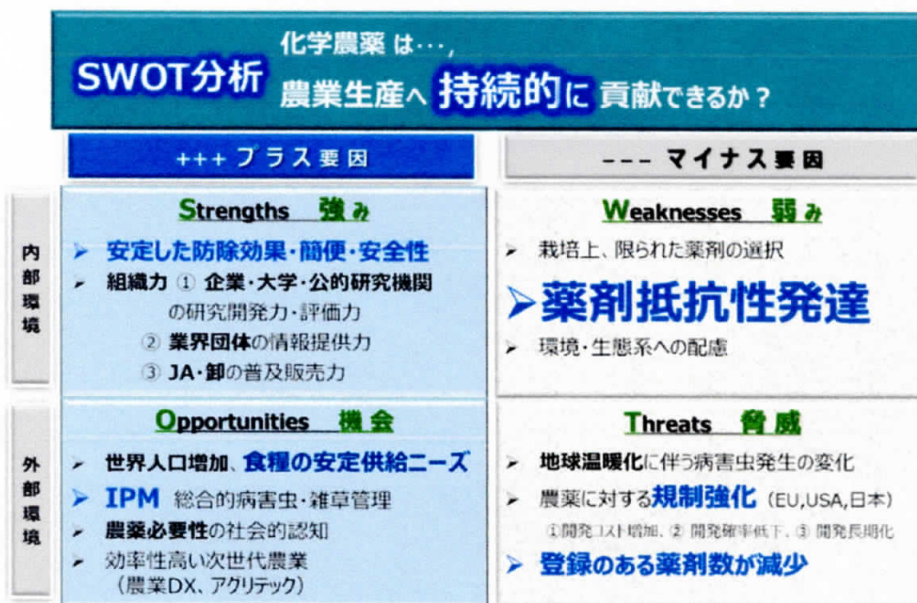 SWOT分析
化学農薬 は…,
農業生産へ 持続的に 貢献できるか？
+++ プラス要因
--- マイナス要因
内部環境
Strengths 強み
➢ 安定した防除効果・簡便・安全性
➢ 組織力 ① 企業・大学・公的研究機関
の研究開発力・評価力
② 業界団体の情報提供力
③ JA・卸の普及販売力
Weaknesses 弱み
➢ 栽培上、限られた薬剤の選択
➢ 薬剤抵抗性発達
➢ 環境・生態系への配慮
外部環境
Opportunities 機会
➢ 世界人口増加、食糧の安定供給ニーズ
➢ IPM 総合的病害虫・雑草管理
➢ 農薬必要性の社会的認知
➢ 効率性高い次世代農業
（農業DX、アグリテック）
Threats 脅威
➢ 地球温暖化に伴う病害虫発生の変化
➢ 農薬に対する規制強化（EU,USA,日本）
①開発コスト増加、② 開発確率低下、③ 開発長期化
➢ 登録のある薬剤数が減少